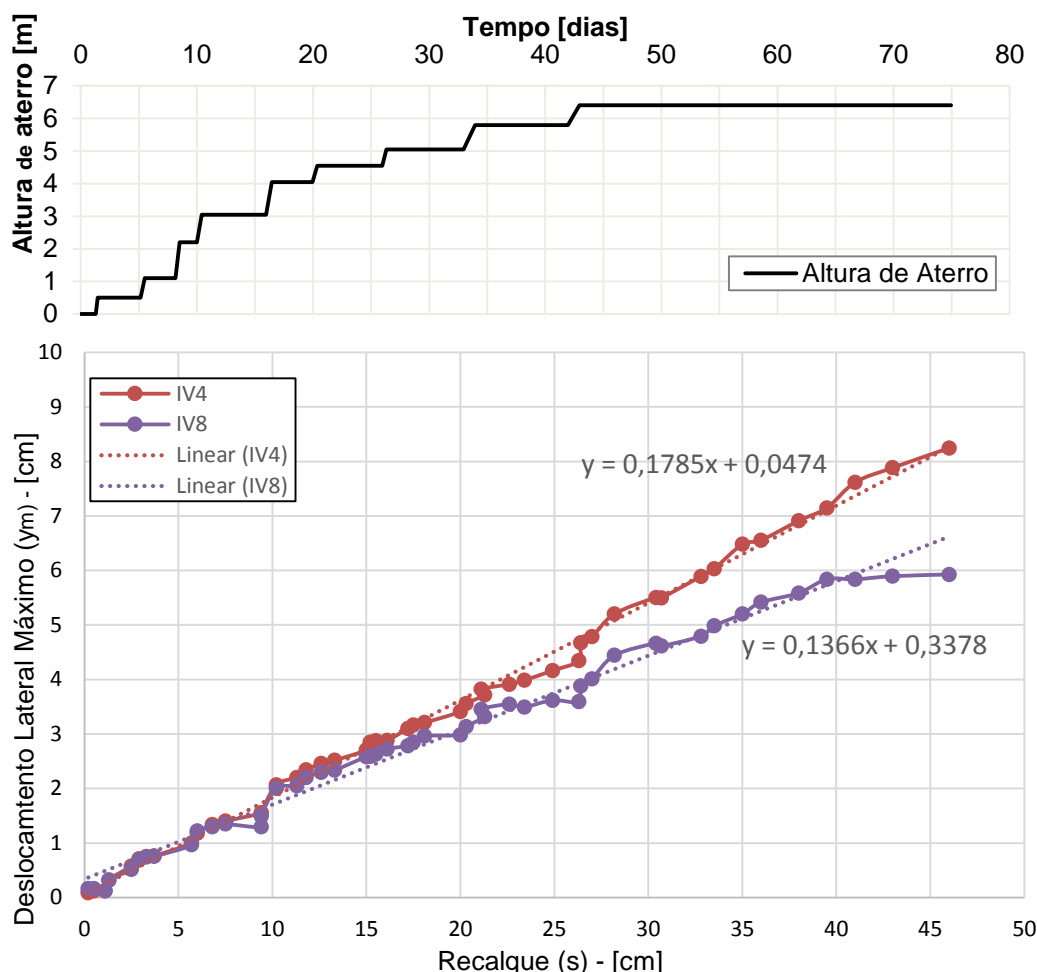 Tempo [dias]
0 10 20 30 40 50 60 70 80
Altura de aterro [m]
7
6
5
4
3
2
1
0
Altura de Aterro
10
9
8
7
6
5
4
3
2
1
0
Deslocamtento Lateral Máximo (ym) - [cm]
IV4
IV8
Linear (IV4)
Linear (IV8)
y = 0,1785x + 0,0474
y = 0,1366x + 0,3378
0 5 10 15 20 25 30 35 40 45 50
Recalque (s) - [cm]